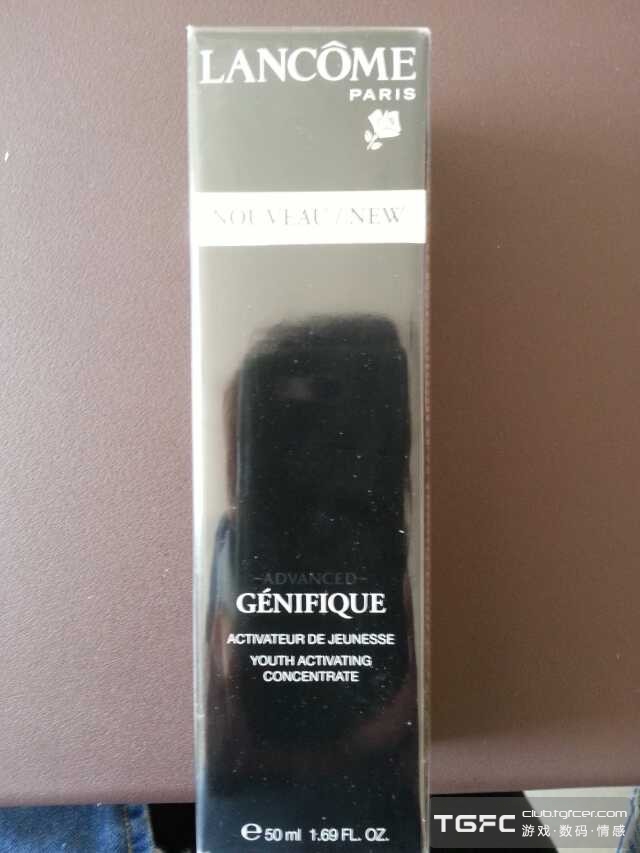 LANCÔME
PARIS
NOUVEAU / NEW
-ADVANCED-
GÉNIFIQUE
ACTIVATEUR DE JEUNESSE
YOUTH ACTIVATING
CONCENTRATE
e 50 ml 1.69 FL. OZ.
TGFC club.tgfcer.com
游戏·数码·情感